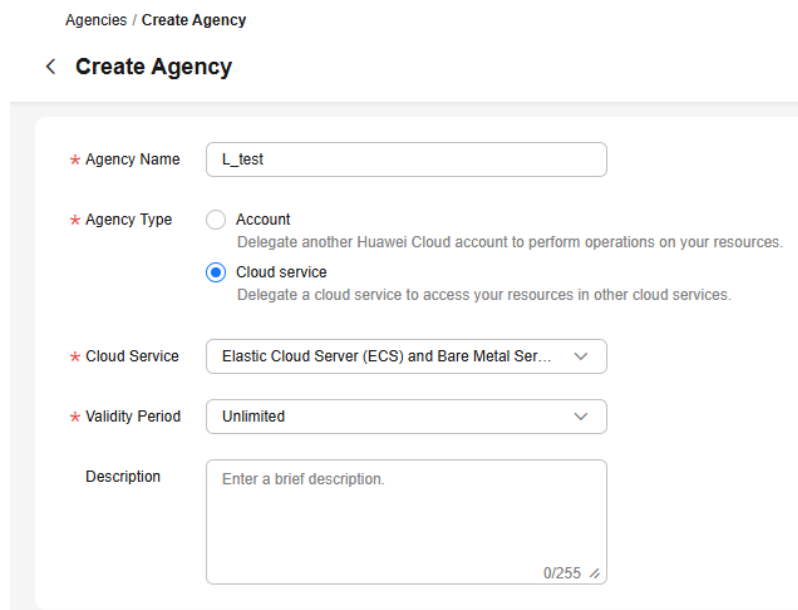 Agencies / Create Agency
< Create Agency
* Agency Name L_test
* Agency Type Account
Delegate another Huawei Cloud account to perform operations on your resources.
Cloud service
Delegate a cloud service to access your resources in other cloud services.
* Cloud Service Elastic Cloud Server (ECS) and Bare Metal Ser...
* Validity Period Unlimited
Description Enter a brief description.
0/255